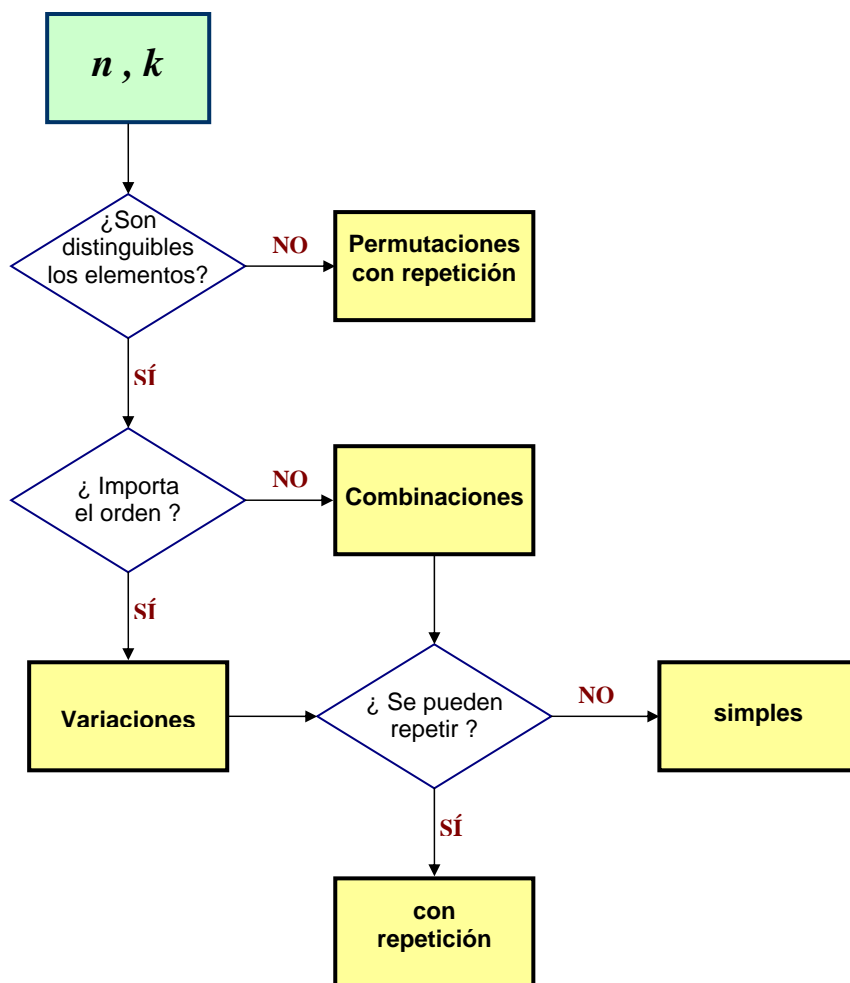 n , k
¿Son
distinguibles
los elementos?
NO
Permutaciones
con repetición
SÍ
¿ Importa
el orden ?
NO
Combinaciones
SÍ
Variaciones
¿ Se pueden
repetir ?
NO
simples
SÍ
con
repetición